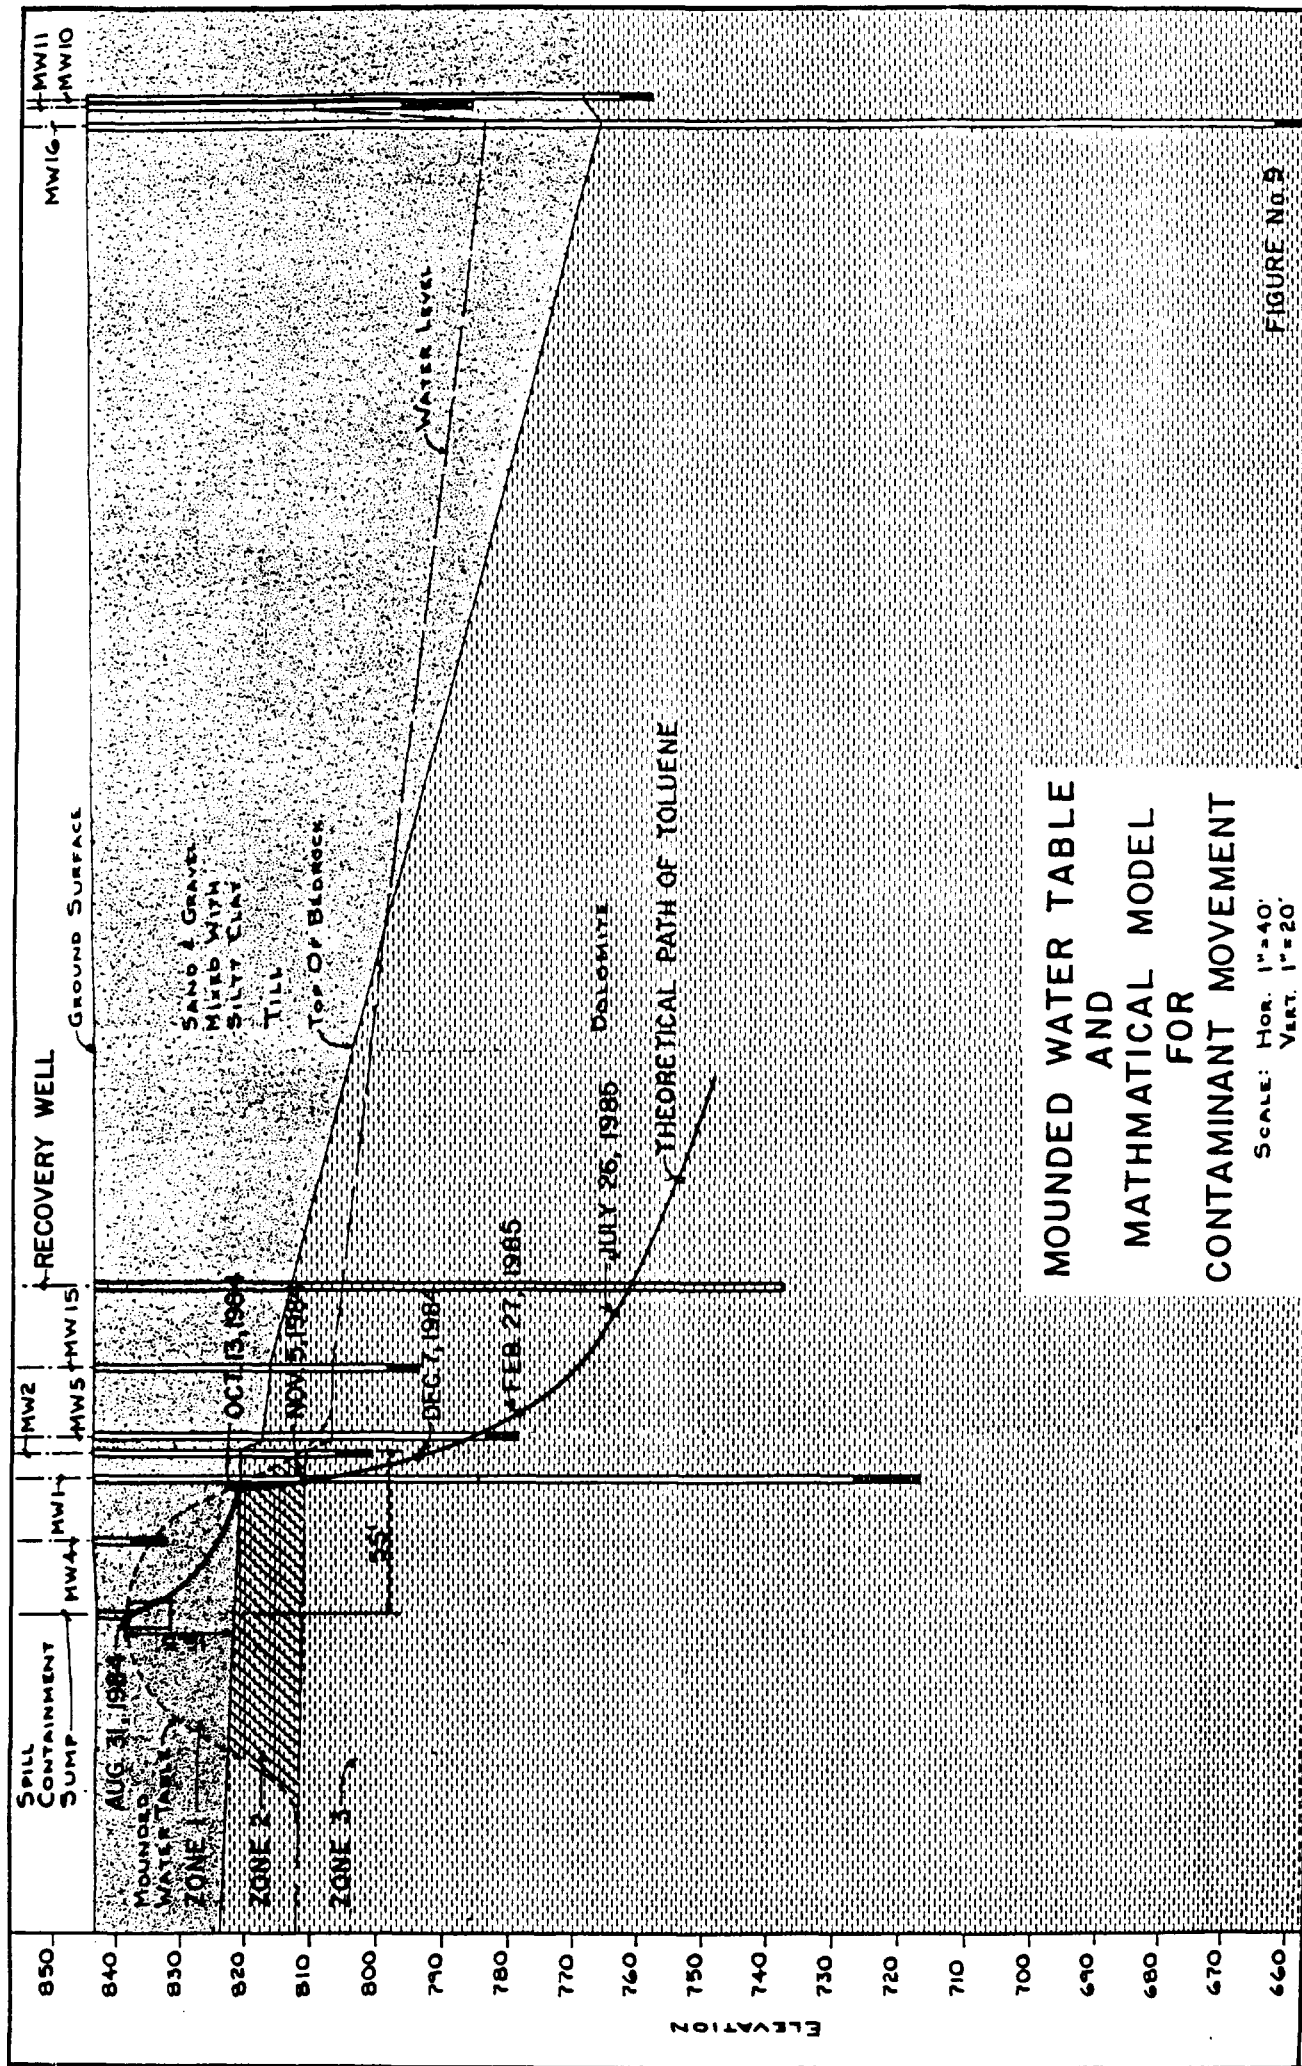 SPILL
CONTAINMENT
SUMP
MW4
MW1
MW2
MW5
MW15
RECOVERY WELL
MW16
MW11
MW10
GROUND SURFACE
AUG 31, 1984
MOUNDED
WATER TABLE
ZONE 1
ZONE 2
ZONE 3
OCT. 13, 1984
NOV. 5, 1984
DEC. 7, 1984
FEB. 27, 1985
JULY 26, 1985
55'
SAND & GRAVEL
MIXED WITH
SILTY CLAY
TILL
TOP OF BEDROCK
WATER LEVEL
DOLOMITE
THEORETICAL PATH OF TOLUENE
850
840
830
820
810
800
790
780
770
760
750
740
730
720
710
700
690
680
670
660
ELEVATION
MOUNDED WATER TABLE
AND
MATHMATICAL MODEL
FOR
CONTAMINANT MOVEMENT
SCALE: HOR. 1"=40'
VERT. 1"=20'
FIGURE No 9